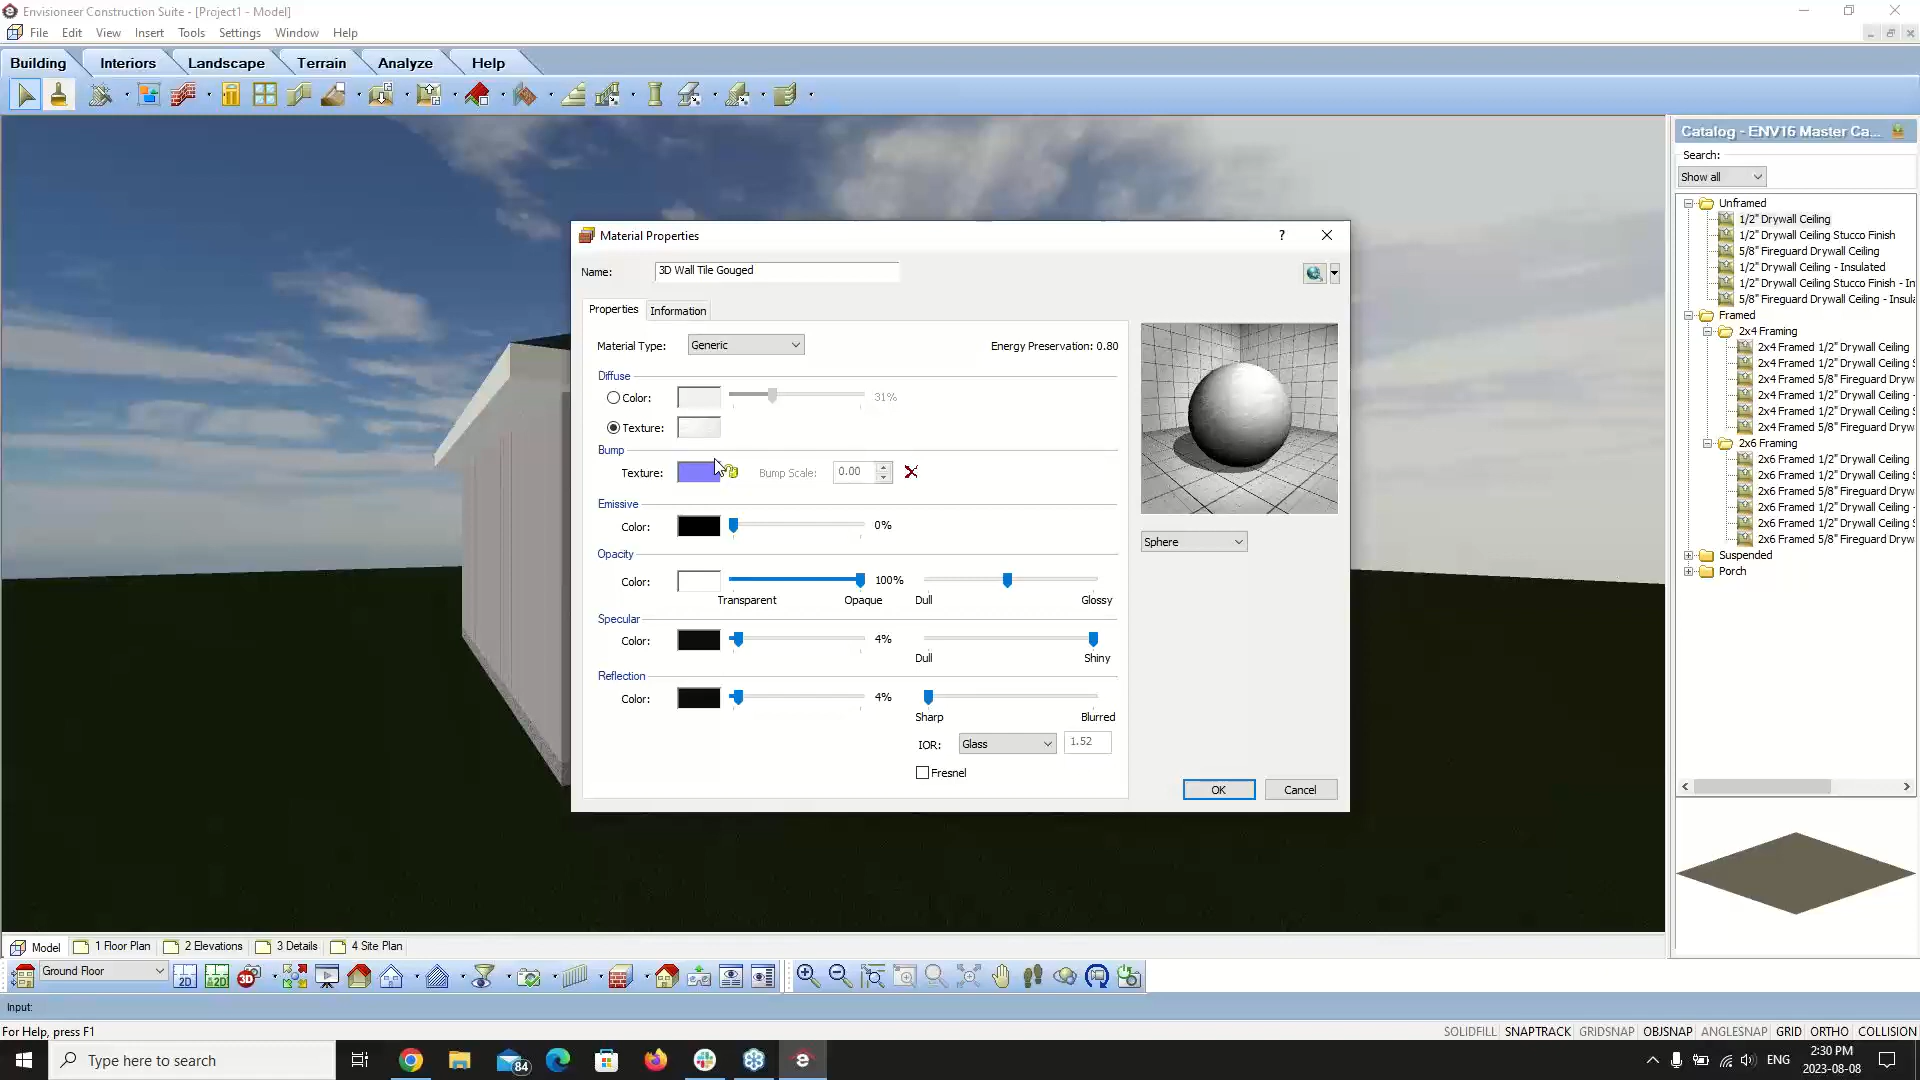 Envisioneer Construction Suite - [Project1 - Model]
File Edit View Insert Tools Settings Window Help
Building Interiors Landscape Terrain Analyze Help
Catalog - ENV16 Master Ca...
Search:
Show all
Unframed
1/2" Drywall Ceiling
1/2" Drywall Ceiling Stucco Finish
5/8" Fireguard Drywall Ceiling
1/2" Drywall Ceiling - Insulated
1/2" Drywall Ceiling Stucco Finish - In
5/8" Fireguard Drywall Ceiling - Insula
Framed
2x4 Framing
2x4 Framed 1/2" Drywall Ceiling
2x4 Framed 1/2" Drywall Ceiling S
2x4 Framed 5/8" Fireguard Dryw
2x4 Framed 1/2" Drywall Ceiling -
2x4 Framed 1/2" Drywall Ceiling S
2x4 Framed 5/8" Fireguard Dryw
2x6 Framing
2x6 Framed 1/2" Drywall Ceiling
2x6 Framed 1/2" Drywall Ceiling S
2x6 Framed 5/8" Fireguard Dryw
2x6 Framed 1/2" Drywall Ceiling -
2x6 Framed 1/2" Drywall Ceiling S
2x6 Framed 5/8" Fireguard Dryw
Suspended
Porch
Material Properties ?
Name: 3D Wall Tile Gouged
Properties Information
Material Type: Generic Energy Preservation: 0.80
Diffuse
Color: 31%
Texture:
Bump
Texture: Bump Scale: 0.00
Emissive
Color: 0%
Opacity
Color: 100%
Transparent Opaque Dull Glossy
Specular
Color: 4%
Dull Shiny
Reflection
Color: 4%
Sharp Blurred
IOR: Glass 1.52
Fresnel
Sphere
OK Cancel
Model 1 Floor Plan 2 Elevations 3 Details 4 Site Plan
Ground Floor 2D 2D 3D
Input:
For Help, press F1 SOLIDFILL SNAPTRACK GRIDSNAP OBJSNAP ANGLESNAP GRID ORTHO COLLISION
Type here to search 84 ENG 2:30 PM
2023-08-08